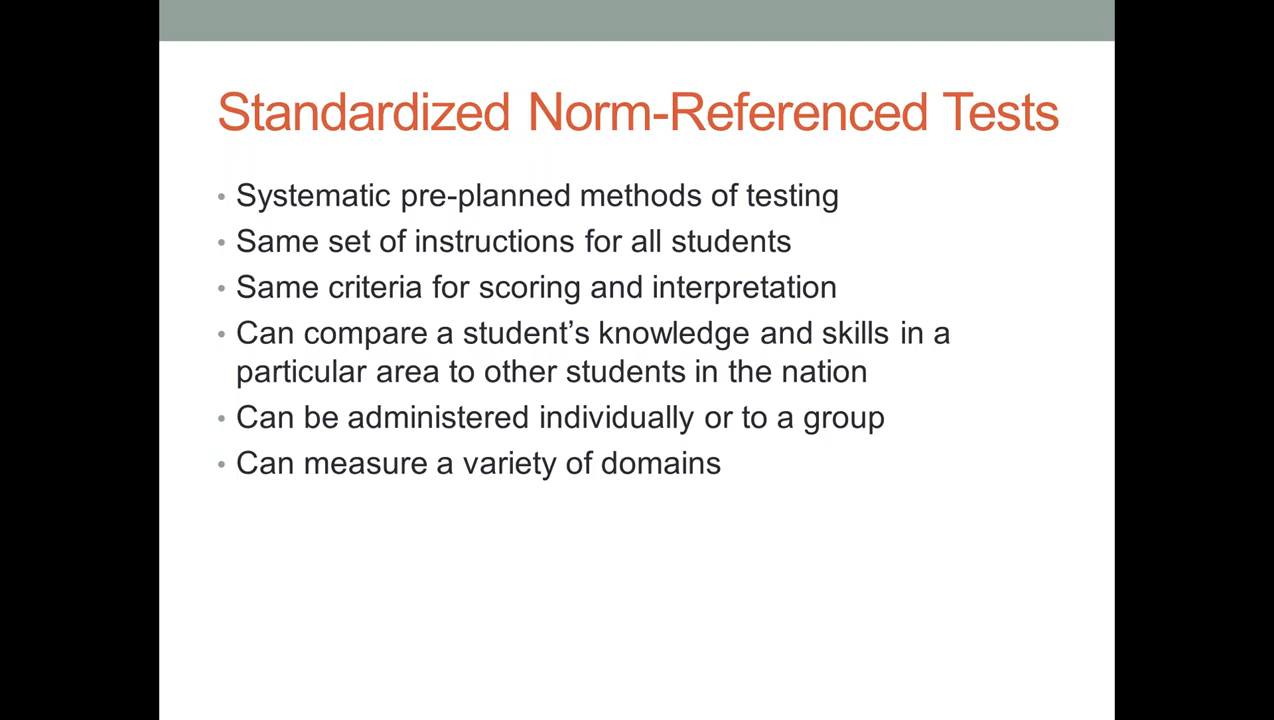 Standardized Norm-Referenced Tests
• Systematic pre-planned methods of testing
• Same set of instructions for all students
• Same criteria for scoring and interpretation
• Can compare a student’s knowledge and skills in a
particular area to other students in the nation
• Can be administered individually or to a group
• Can measure a variety of domains